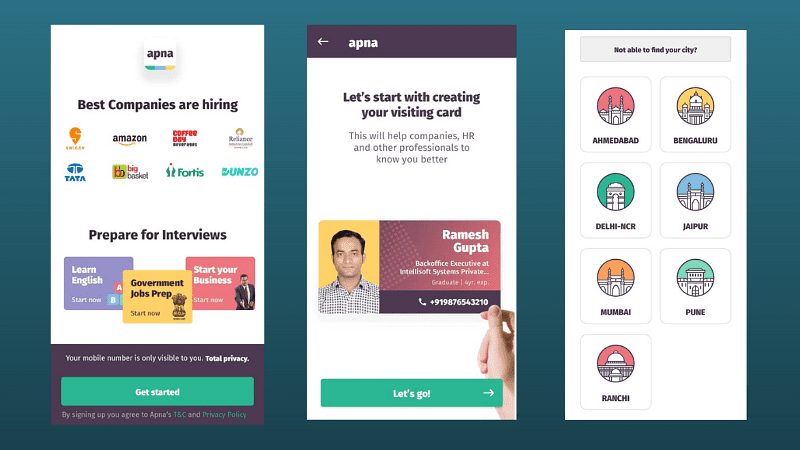 apna
Best Companies are hiring
SWIGGY
amazon
COFFEE
DAY
BEVERAGES
Reliance
TATA
bb big
basket
Fortis
DUNZO
Prepare for Interviews
Learn
English
Start now
A
B
Government
Jobs Prep
Start now
Start your
Business
Start now
Your mobile number is only visible to you. Total privacy.
Get started
By signing up you agree to Apna's T&C and Privacy Policy
← apna
Let's start with creating
your visiting card
This will help companies, HR
and other professionals to
know you better
Ramesh
Gupta
Backoffice Executive at
Intellisoft Systems Private...
Graduate | 4yr. exp.
+919876543210
Let's go! →
Not able to find your city?
AHMEDABAD
BENGALURU
DELHI-NCR
JAIPUR
MUMBAI
PUNE
RANCHI